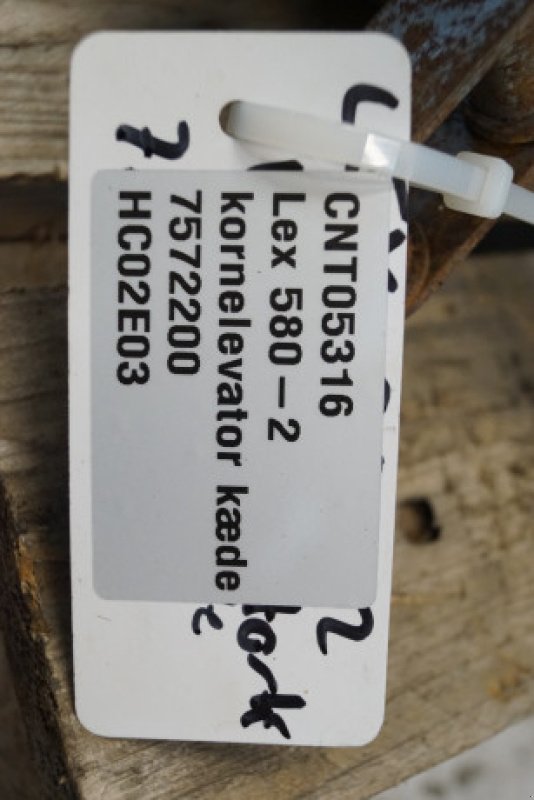 CNT05316
Lex 580-2
kornelevator kæde
7572200
HC02E03